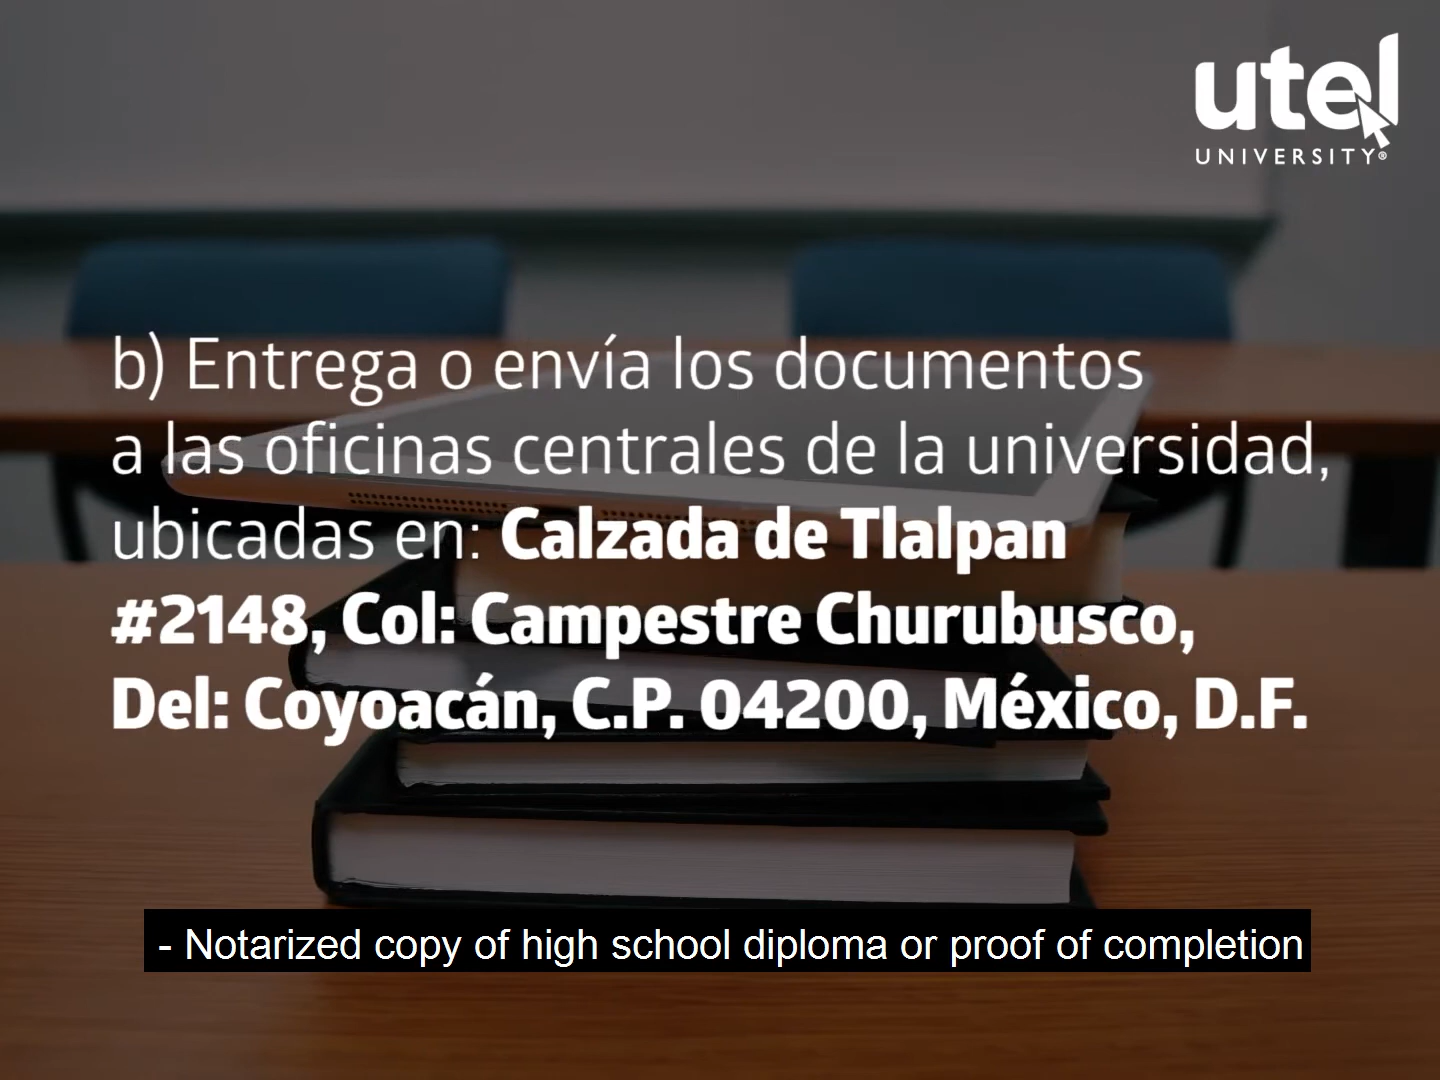 utel
UNIVERSITY®
b) Entrega o envía los documentos
a las oficinas centrales de la universidad,
ubicadas en: Calzada de Tlalpan
#2148, Col: Campestre Churubusco,
Del: Coyoacán, C.P. 04200, México, D.F.
- Notarized copy of high school diploma or proof of completion